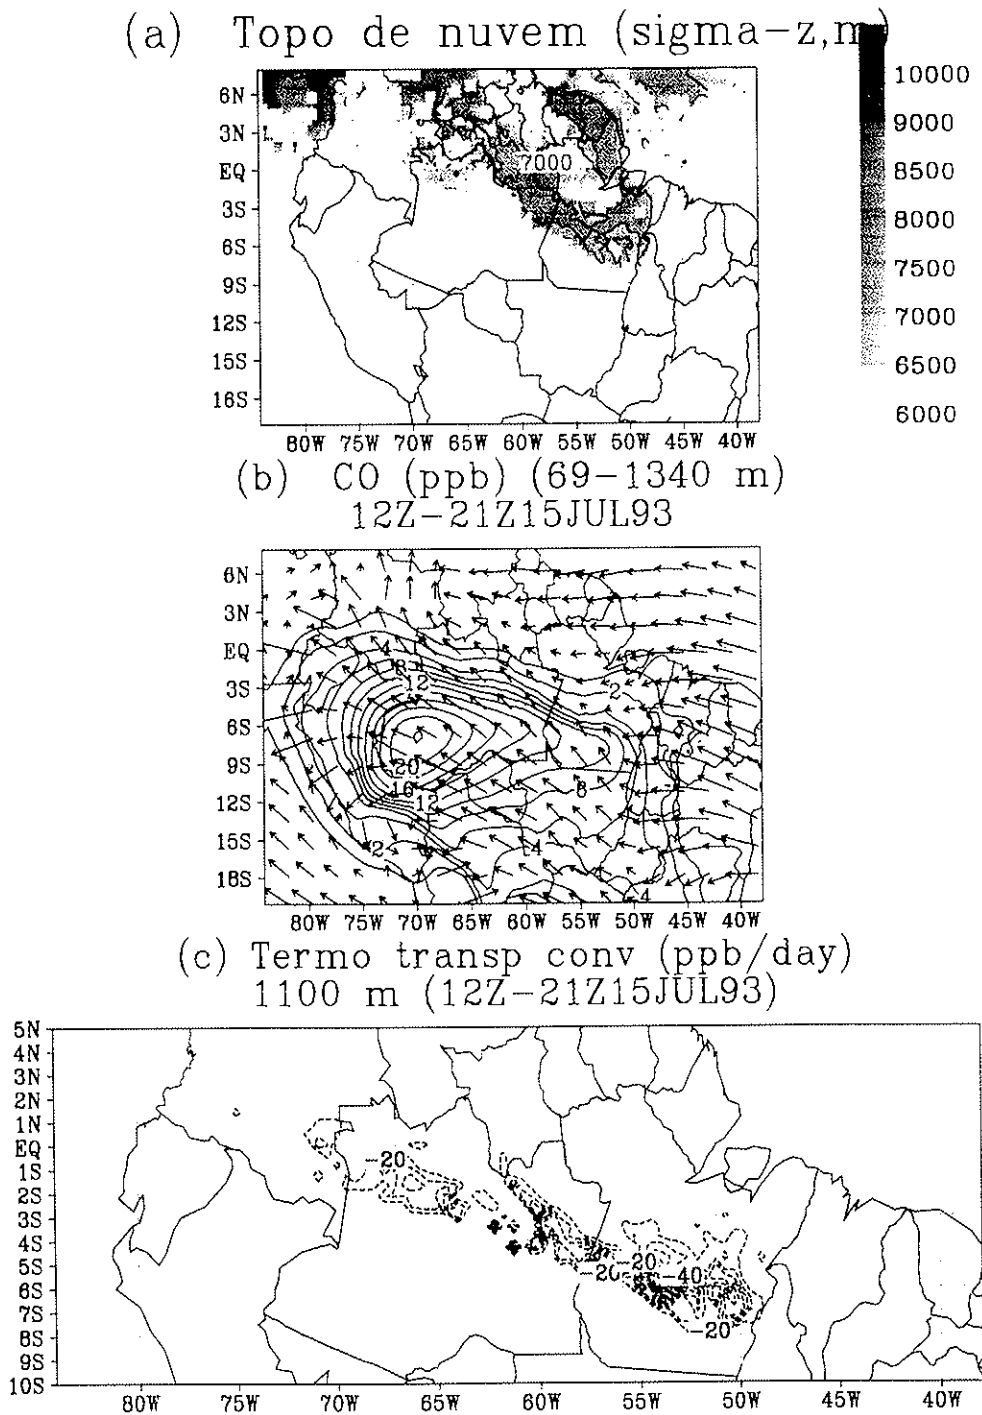 (a) Topo de nuvem (sigma-z,m)
10000
9000
8500
8000
7500
7000
6500
6000
6N
3N
EQ
3S
6S
9S
12S
15S
18S
7000
80W 75W 70W 65W 60W 55W 50W 45W 40W
(b) CO (ppb) (69-1340 m)
12Z-21Z15JUL93
6N
3N
EQ
3S
6S
9S
12S
15S
18S
4
8
12
2
20
16
12
8
2
4
4
80W 75W 70W 65W 60W 55W 50W 45W 40W
(c) Termo transp conv (ppb/day)
1100 m (12Z-21Z15JUL93)
5N
4N
3N
2N
1N
EQ
1S
2S
3S
4S
5S
6S
7S
8S
9S
10S
-20
-20
-20
-40
-20
80W 75W 70W 65W 60W 55W 50W 45W 40W